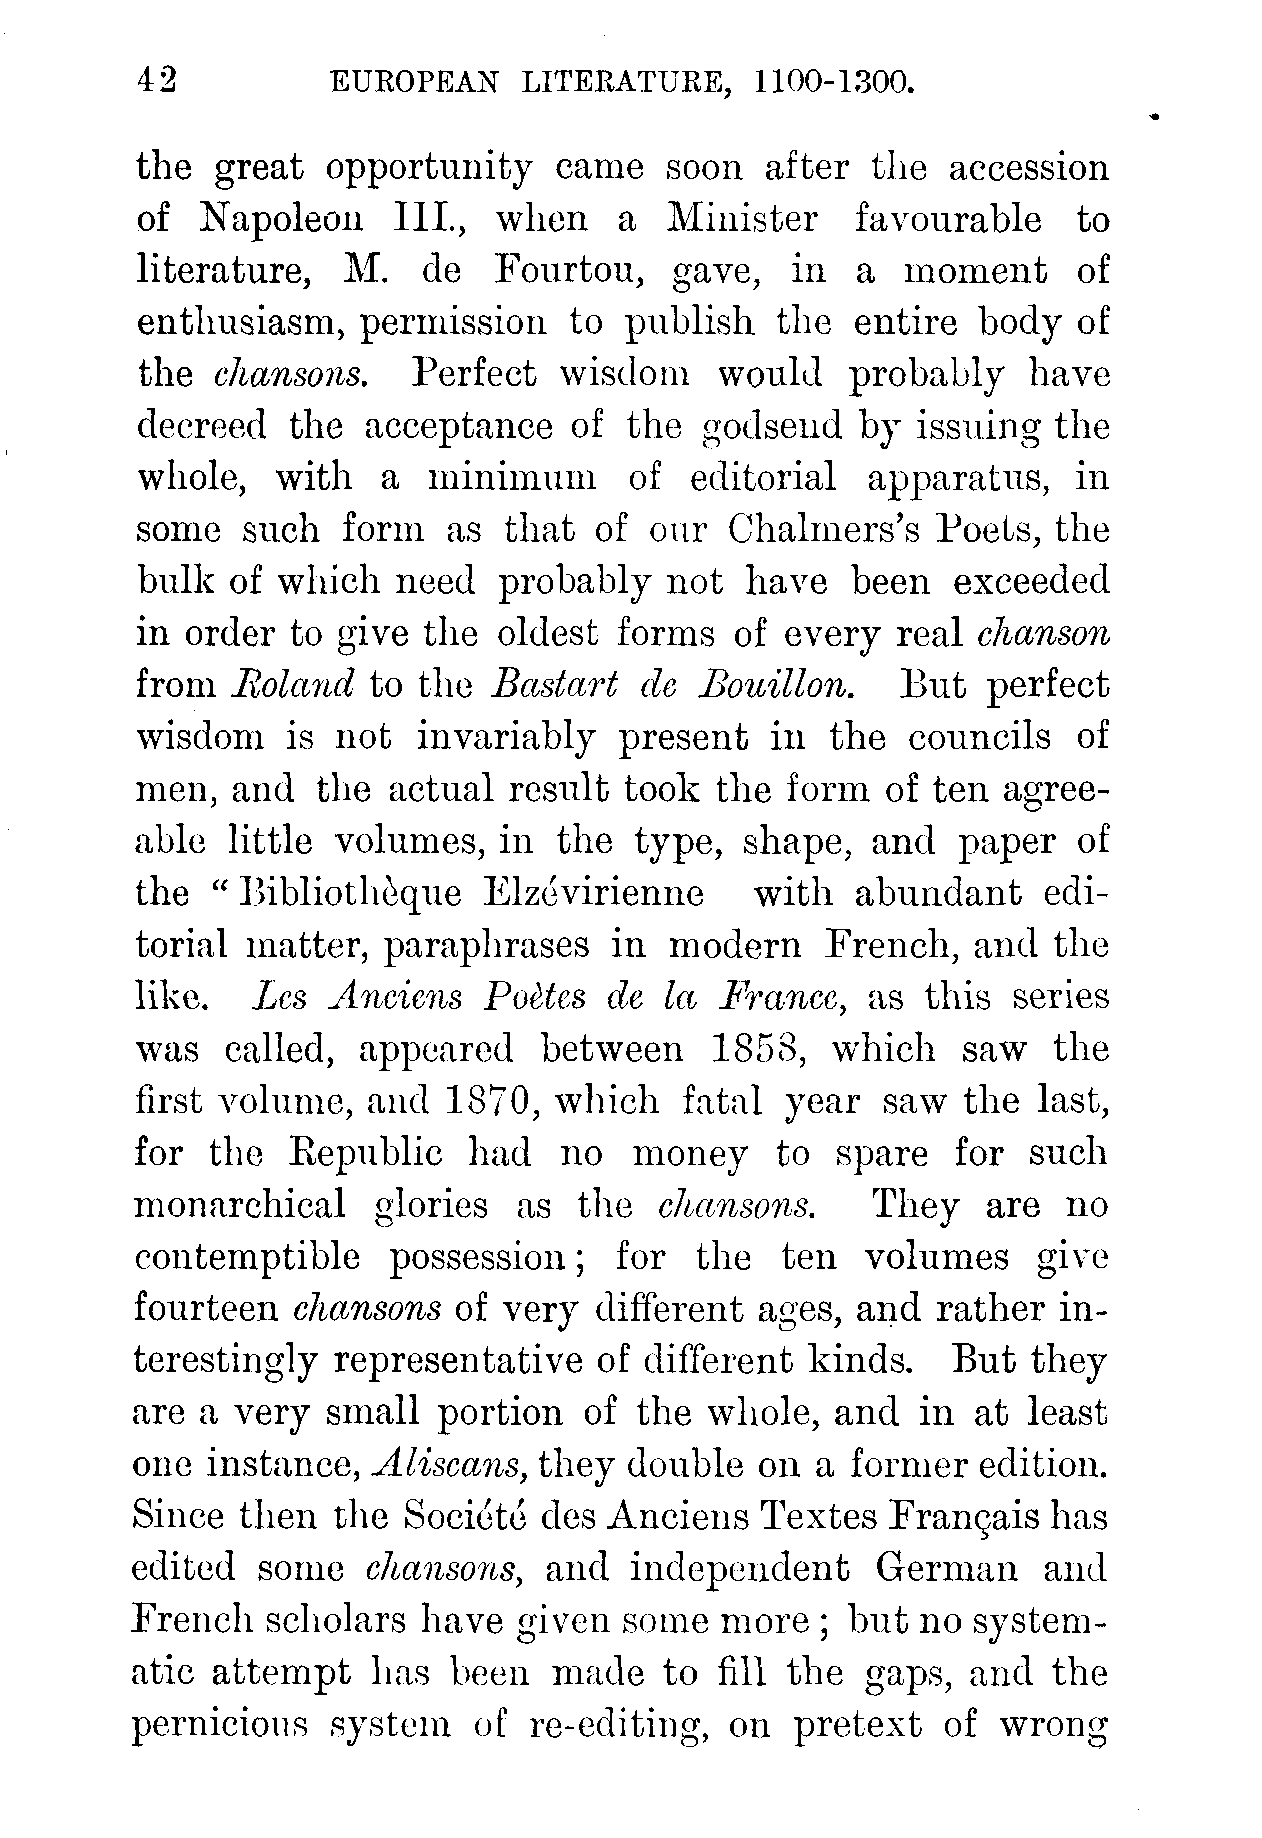 42 EUROPEAN LITERATURE, 1100-1300.
the great opportunity came soon after the accession
of Napoleon III., when a Minister favourable to
literature, M. de Fourtou, gave, in a moment of
enthusiasm, permission to publish the entire body of
the chansons. Perfect wisdom would probably have
decreed the acceptance of the godsend by issuing the
whole, with a minimum of editorial apparatus, in
some such form as that of our Chalmers's Poets, the
bulk of which need probably not have been exceeded
in order to give the oldest forms of every real chanson
from Roland to the Bastart de Bouillon. But perfect
wisdom is not invariably present in the councils of
men, and the actual result took the form of ten agree-
able little volumes, in the type, shape, and paper of
the " Bibliothèque Elzévirienne with abundant edi-
torial matter, paraphrases in modern French, and the
like. Les Anciens Poëtes de la France, as this series
was called, appeared between 1858, which saw the
first volume, and 1870, which fatal year saw the last,
for the Republic had no money to spare for such
monarchical glories as the chansons. They are no
contemptible possession ; for the ten volumes give
fourteen chansons of very different ages, and rather in-
terestingly representative of different kinds. But they
are a very small portion of the whole, and in at least
one instance, Aliscans, they double on a former edition.
Since then the Société des Anciens Textes Français has
edited some chansons, and independent German and
French scholars have given some more ; but no system-
atic attempt has been made to fill the gaps, and the
pernicious system of re-editing, on pretext of wrong